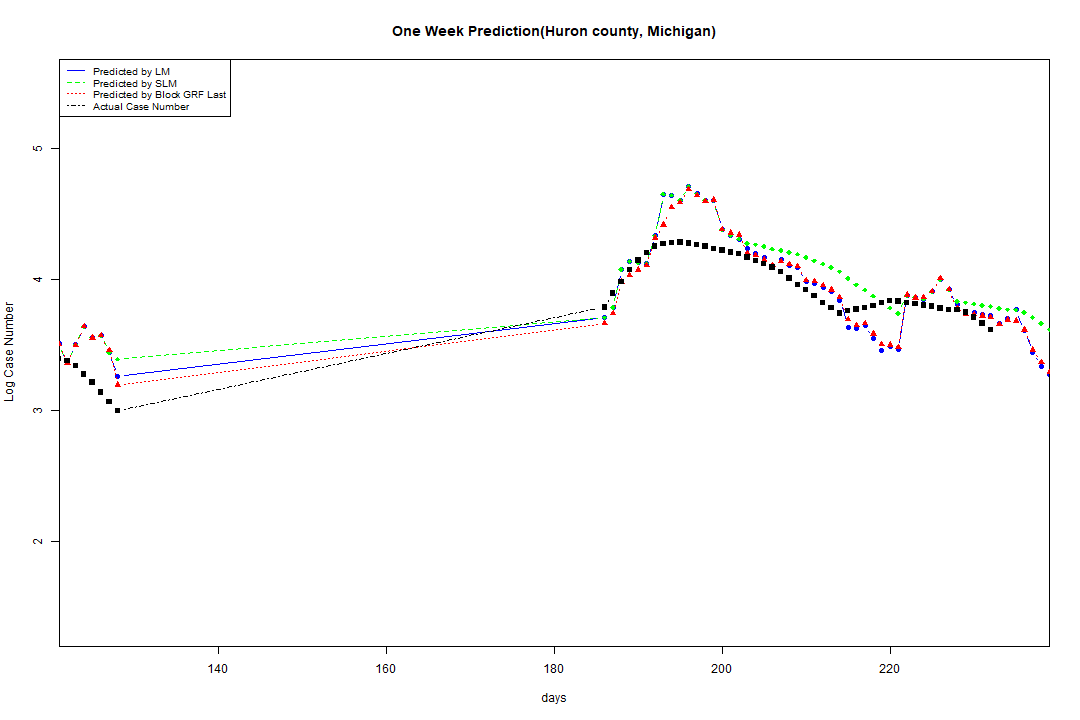 One Week Prediction(Huron county, Michigan)
Predicted by LM
Predicted by SLM
Predicted by Block GRF Last
Actual Case Number
5
4
3
2
Log Case Number
140 160 180 200 220
days